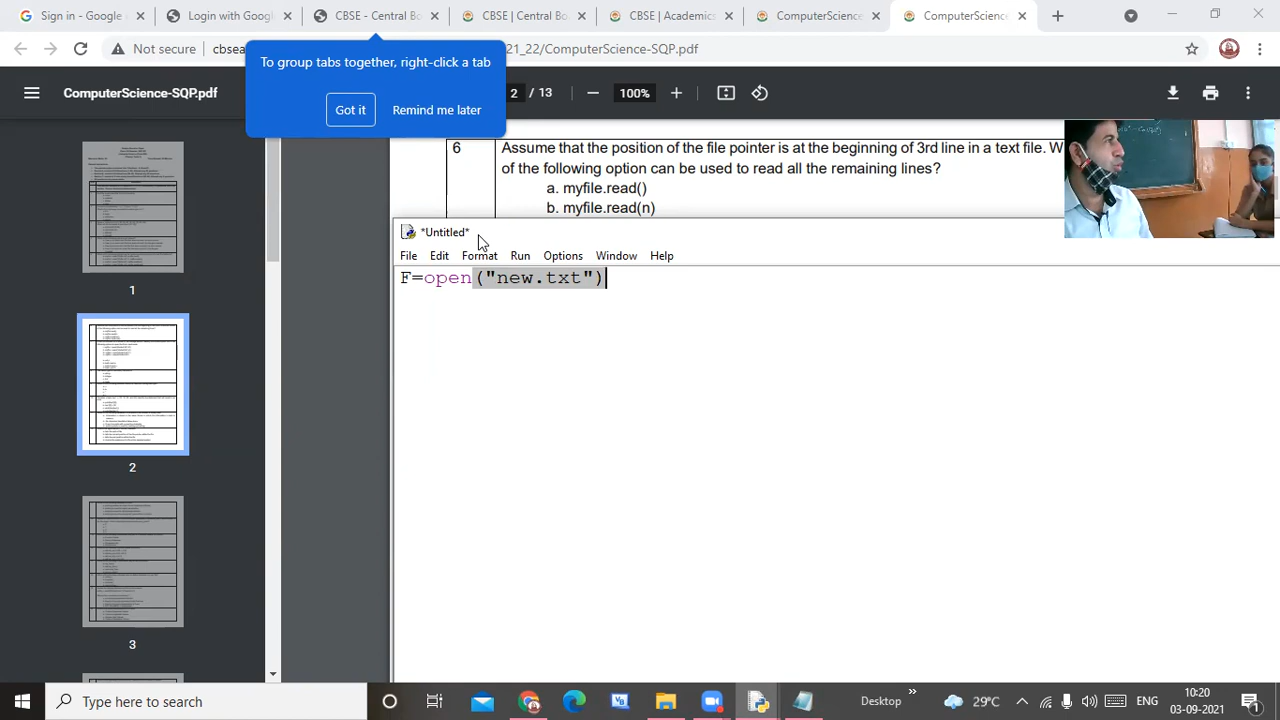 Sign in - Google
Login with Goog
CBSE - Central Bo
CBSE | Central Bo
CBSE | Academics
ComputerScience
ComputerScience
Not secure
cbsea
21_22/ComputerScience-SQP.pdf
To group tabs together, right-click a tab
Got it
Remind me later
ComputerScience-SQP.pdf
2 / 13
100%
6
Assume that the position of the file pointer is at the beginning of 3rd line in a text file. W
of the following option can be used to read all the remaining lines?
a. myfile.read()
b. myfile.read(n)
*Untitled*
File Edit Format Run Options Window Help
F=open("new.txt")
1
2
3
Type here to search
Desktop
29°C
ENG
10:20
03-09-2021
1